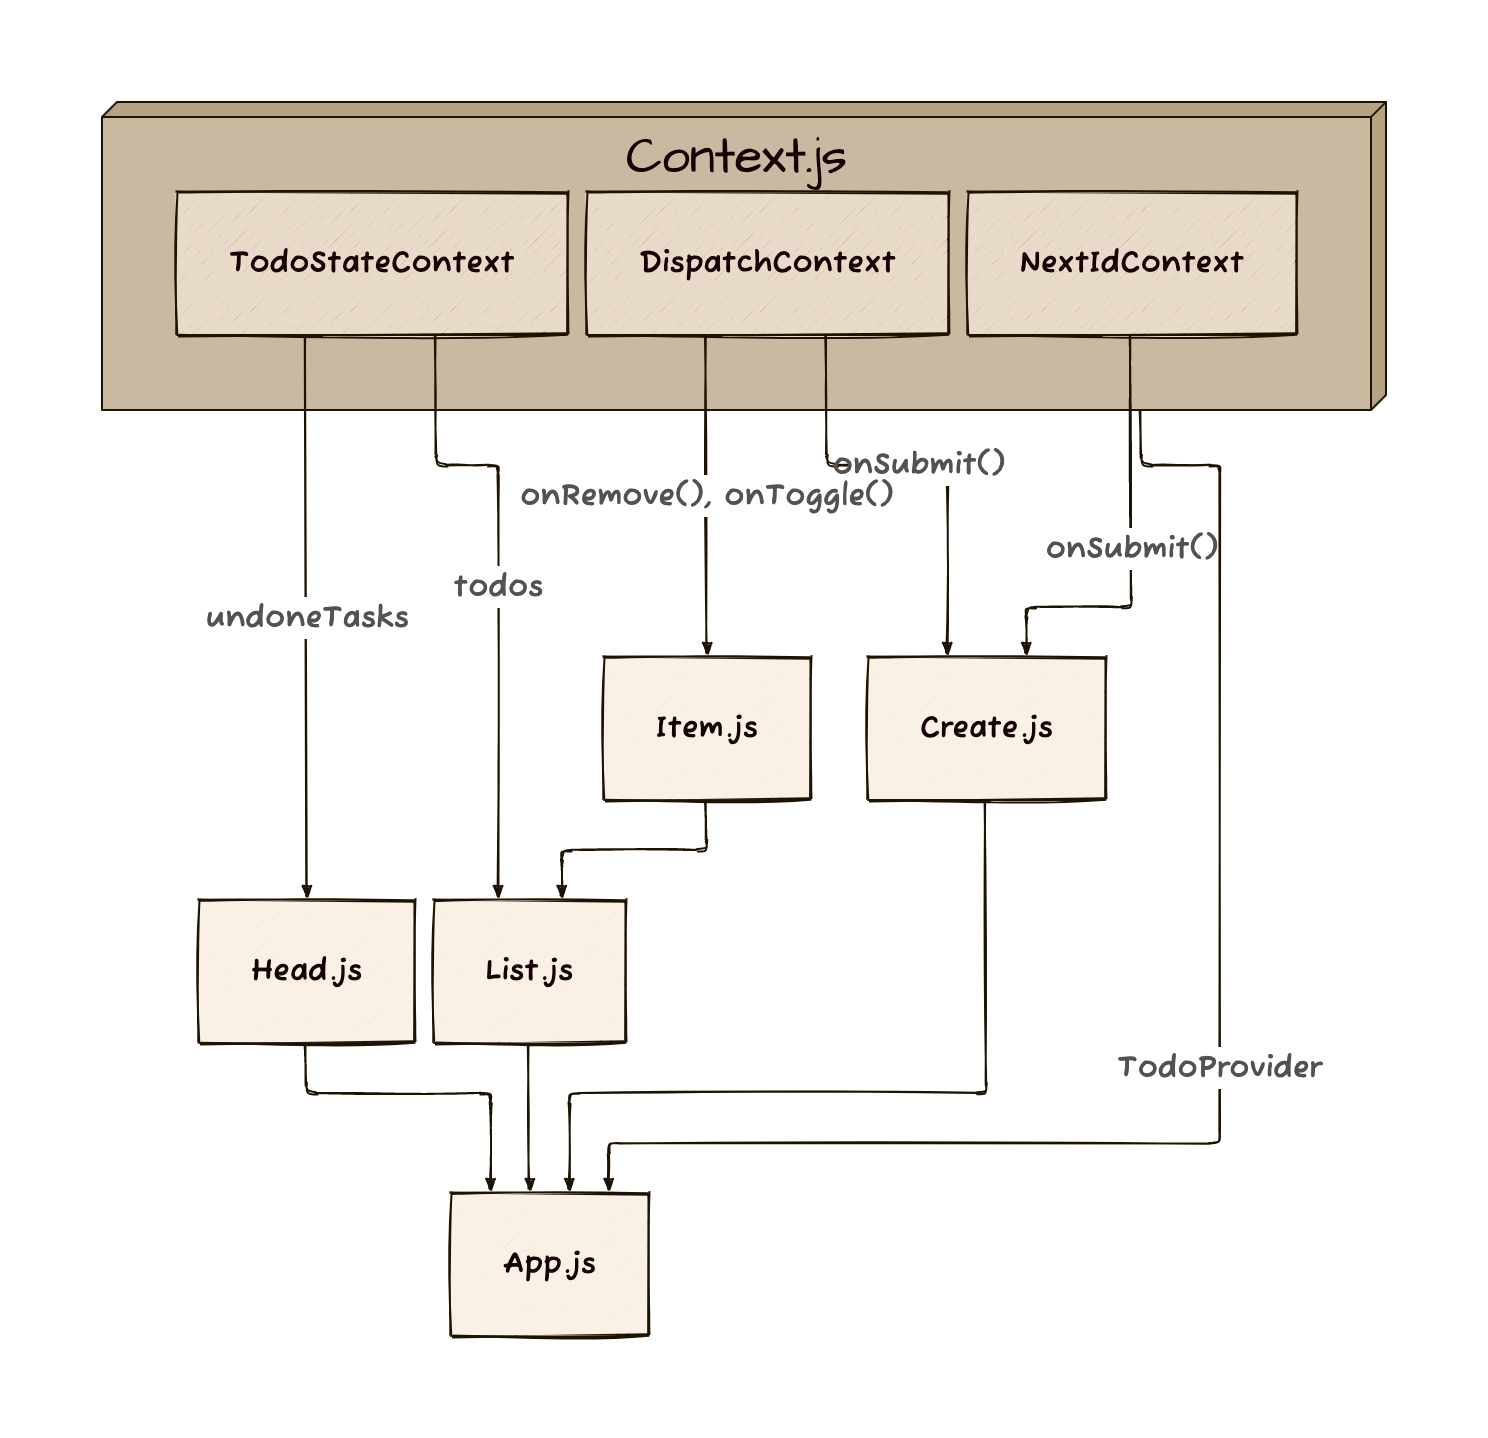 Context.js
TodoStateContext
DispatchContext
NextIdContext
onSubmit()
onRemove(), onToggle()
onSubmit()
todos
undoneTasks
Item.js
Create.js
Head.js
List.js
TodoProvider
App.js